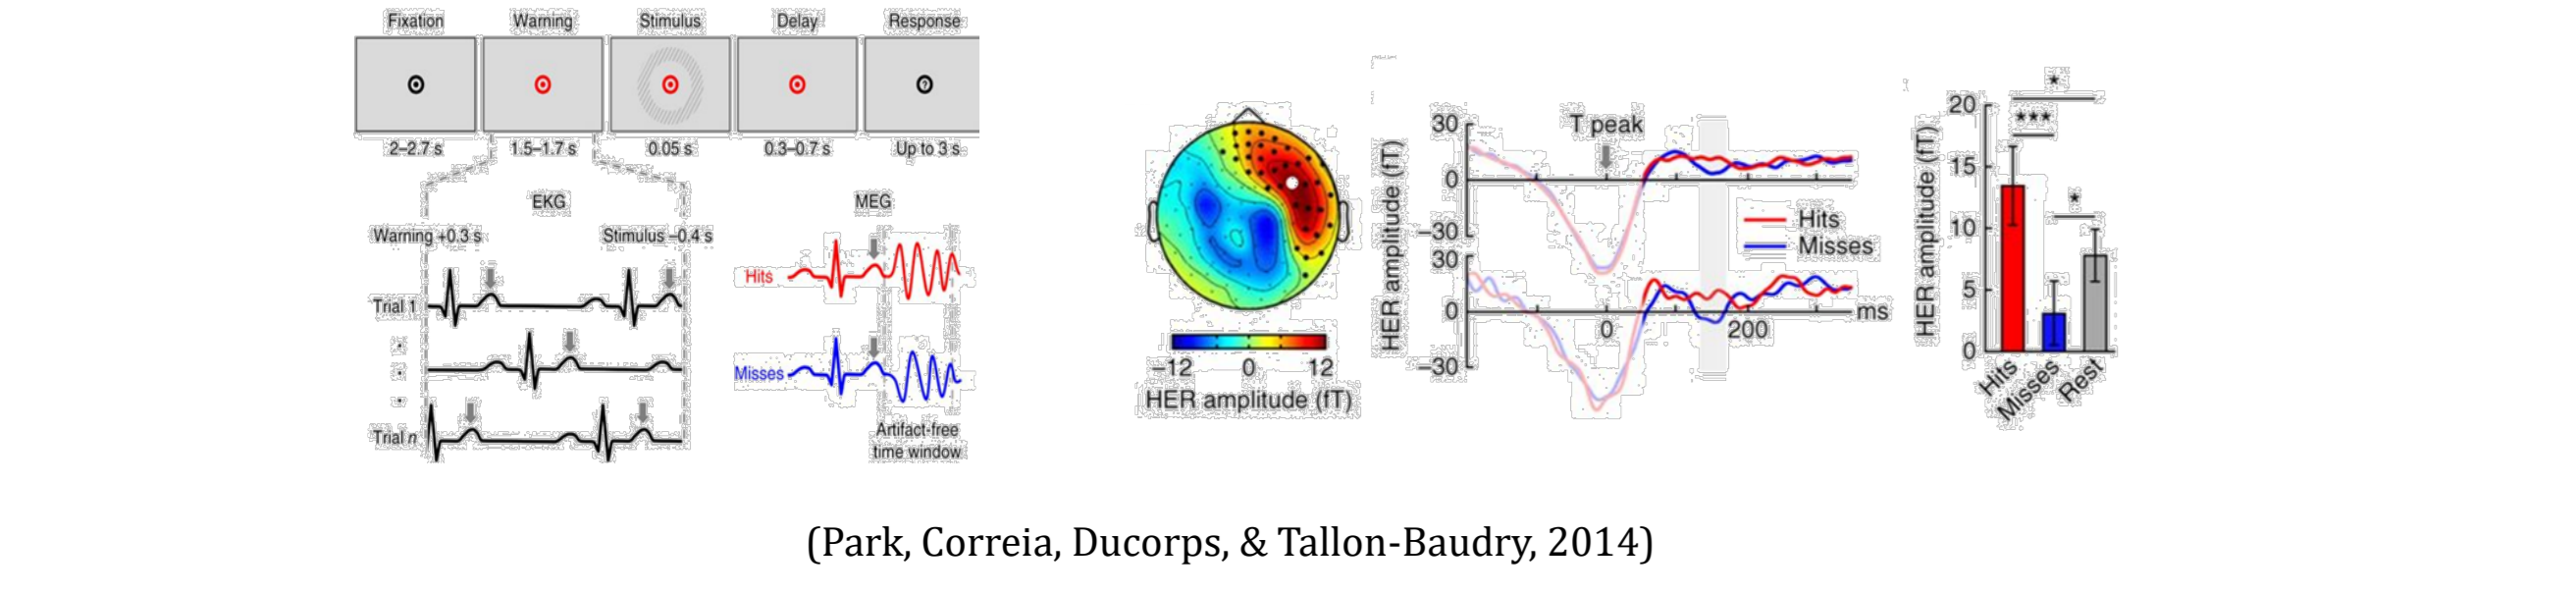 Fixation Warning Stimulus Delay Response
?
2–2.7 s 1.5–1.7 s 0.05 s 0.3–0.7 s Up to 3 s
EKG
Warning +0.3 s Stimulus –0.4 s
Trial 1
Trial n
MEG
Hits
Misses
Artifact-free
time window
–12 0 12
HER amplitude (fT)
HER amplitude (fT)
30
0
–30
30
0
–30
T peak
Hits
Misses
0 200 ms
HER amplitude (fT)
20
15
10
5
0
*
***
*
Hits
Misses
Rest
(Park, Correia, Ducorps, & Tallon-Baudry, 2014)